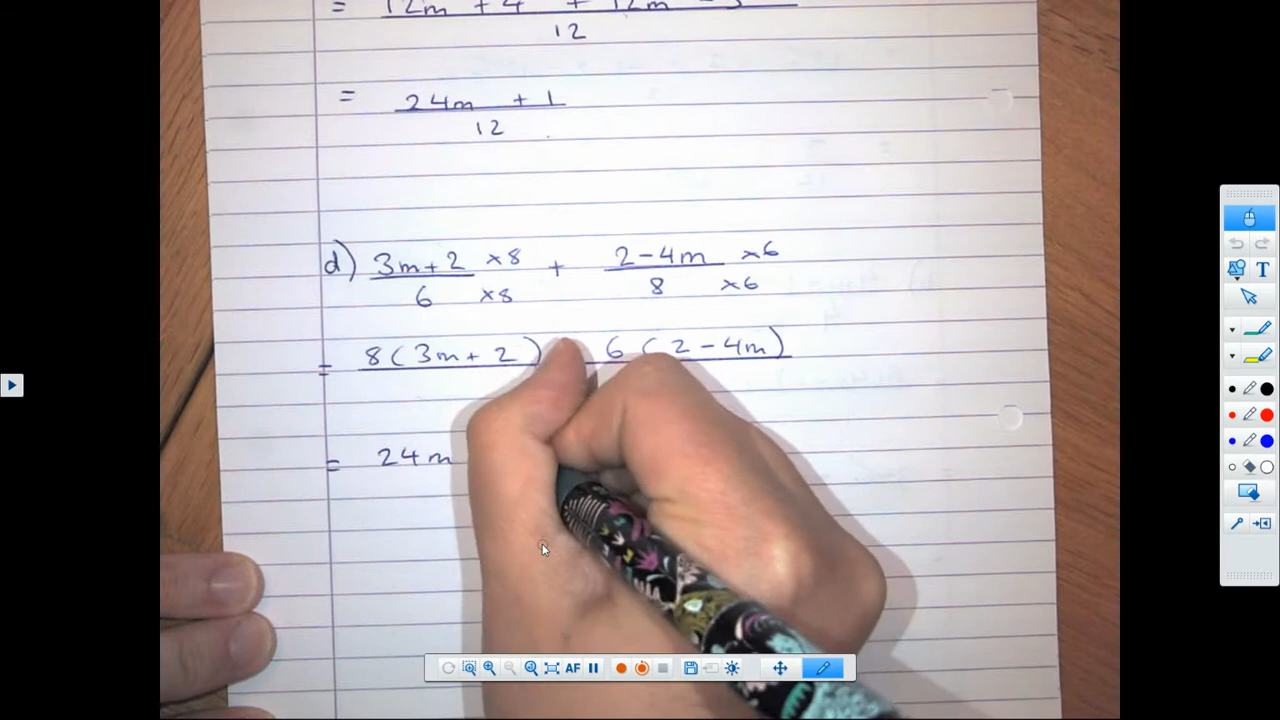 =
12
= 24m + 1
12
d) 3m+2 ×8 + 2-4m ×6
6 ×8 8 ×6
= 8(3m+2) 6(2-4m)
= 24m
T
AF